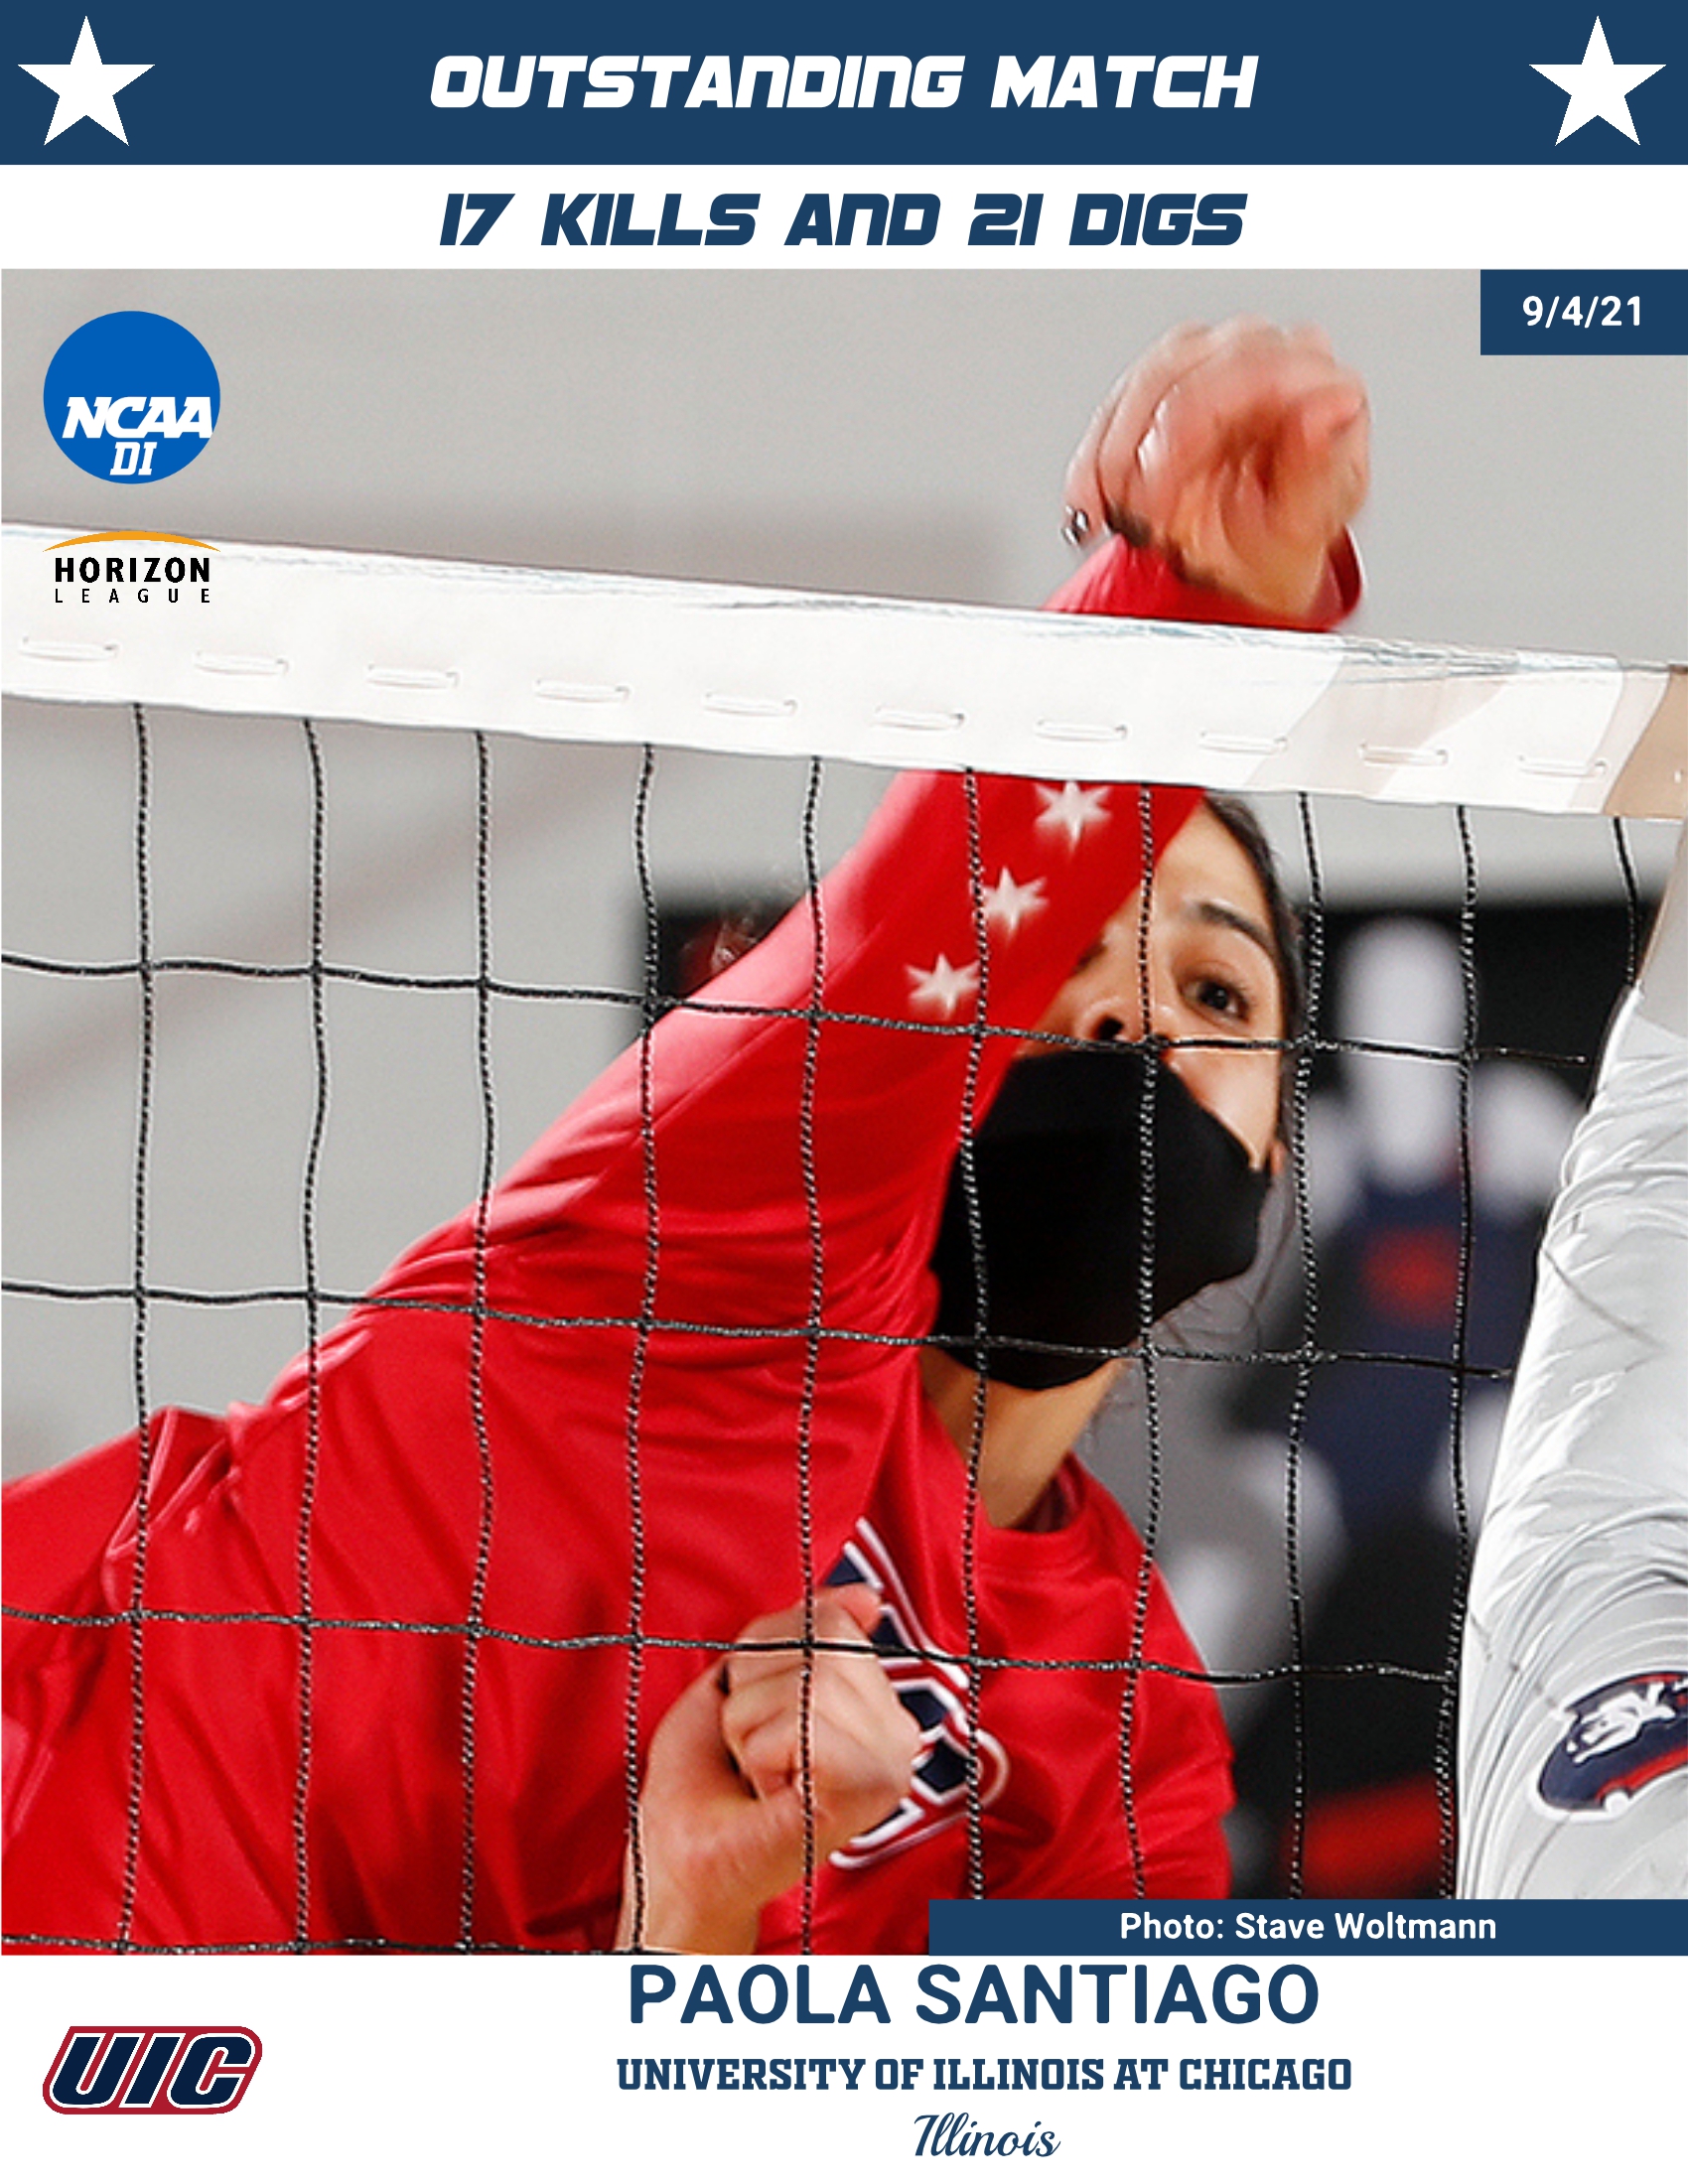 OUTSTANDING MATCH
17 KILLS AND 21 DIGS
9/4/21
NCAA
DI
HORIZON
LEAGUE
Photo: Stave Woltmann
PAOLA SANTIAGO
UIC
UNIVERSITY OF ILLINOIS AT CHICAGO
Illinois